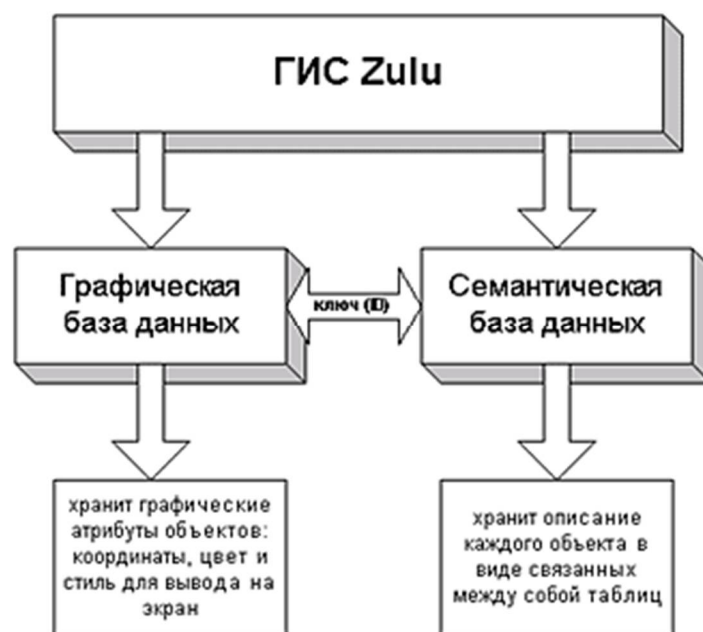 ГИС Zulu
Графическая
база данных
ключ (ID)
Семантическая
база данных
хранит графические
атрибуты объектов:
координаты, цвет и
стиль для вывода на
экран
хранит описание
каждого объекта в
виде связанных
между собой таблиц